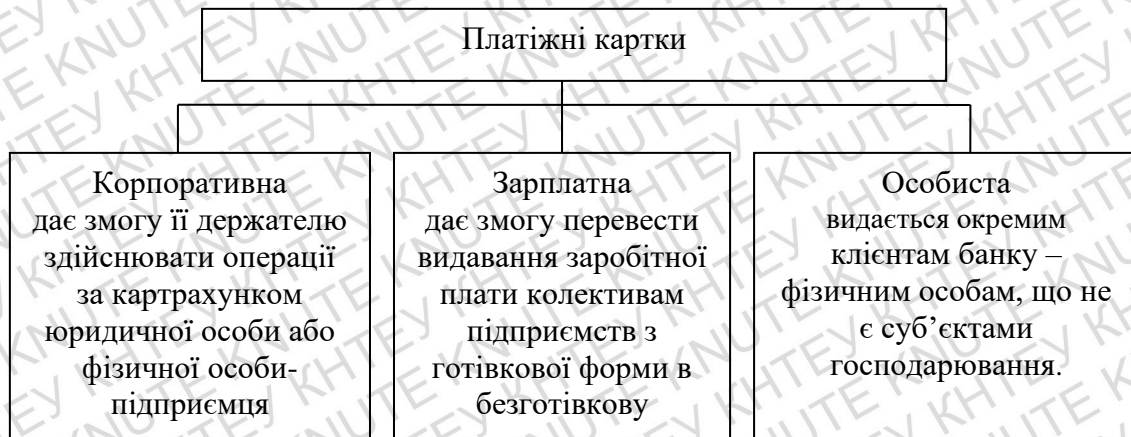 Платіжні картки
Корпоративна
дає змогу її держателю
здійснювати операції
за картрахунком
юридичної особи або
фізичної особи-
підприємця
Зарплатна
дає змогу перевести
видавання заробітної
плати колективам
підприємств з
готівкової форми в
безготівкову
Особиста
видається окремим
клієнтам банку –
фізичним особам, що не
є суб’єктами
господарювання.